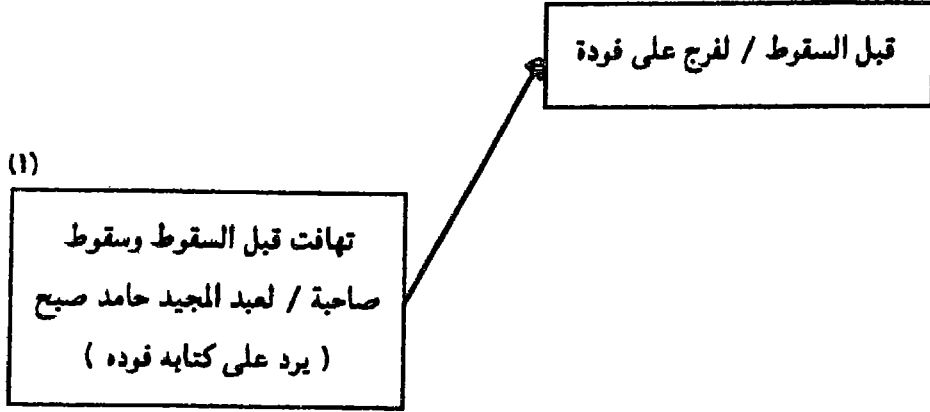 قبل السقوط / لفرج على فودة
(١)
تهافت قبل السقوط وسقوط
صاحبة / لعبد المجيد حامد صبح
( يرد على كتابه فوده )